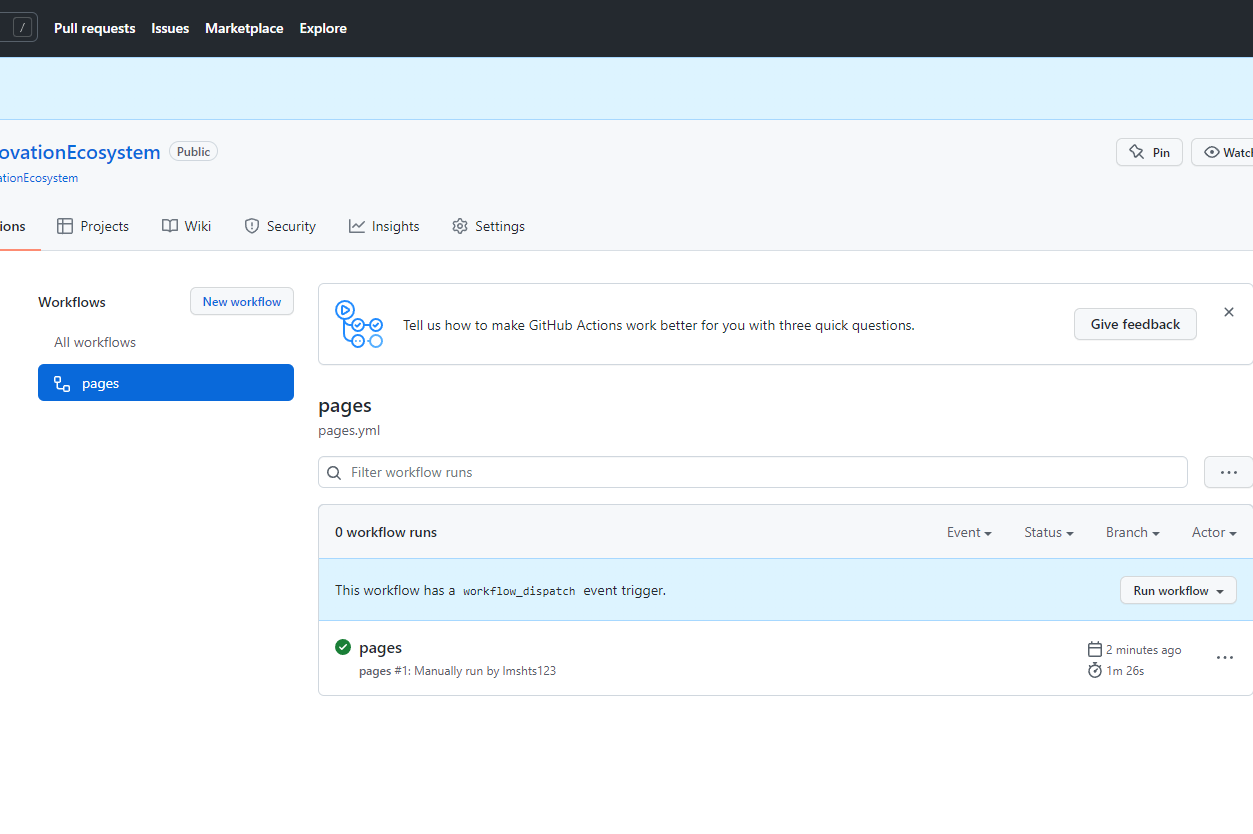 / Pull requests Issues Marketplace Explore
ovationEcosystem Public Pin Watch
ationEcosystem
ions Projects Wiki Security Insights Settings
Workflows New workflow
All workflows
pages
Tell us how to make GitHub Actions work better for you with three quick questions. Give feedback
pages
pages.yml
Filter workflow runs
0 workflow runs Event Status Branch Actor
This workflow has a workflow_dispatch event trigger. Run workflow
pages 2 minutes ago
pages #1: Manually run by lmshts123 1m 26s